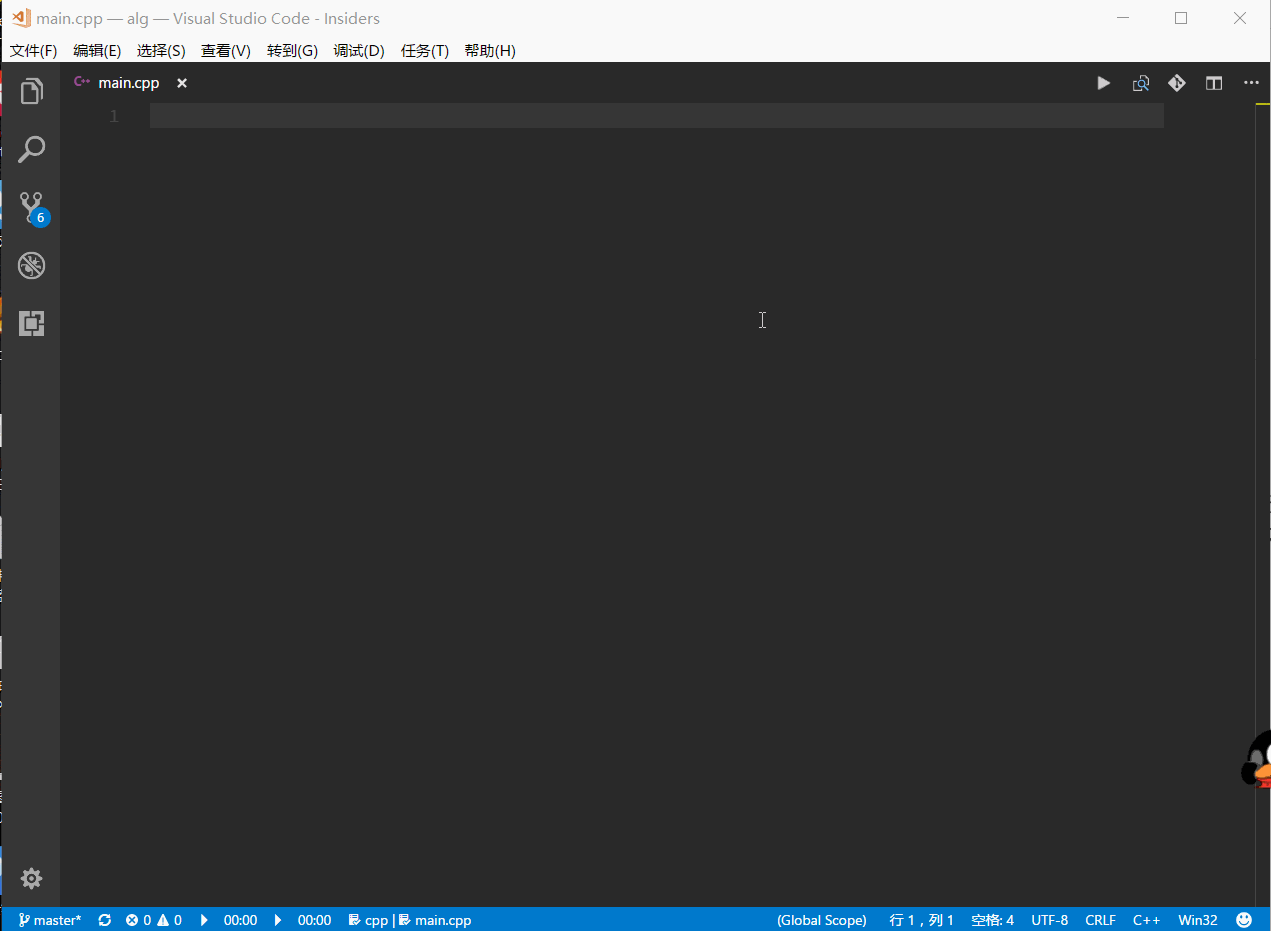 main.cpp — alg — Visual Studio Code - Insiders
文件(F) 编辑(E) 选择(S) 查看(V) 转到(G) 调试(D) 任务(T) 帮助(H)
C++ main.cpp
1
6
master* 0 0 00:00 00:00 cpp | main.cpp (Global Scope) 行 1，列 1 空格: 4 UTF-8 CRLF C++ Win32